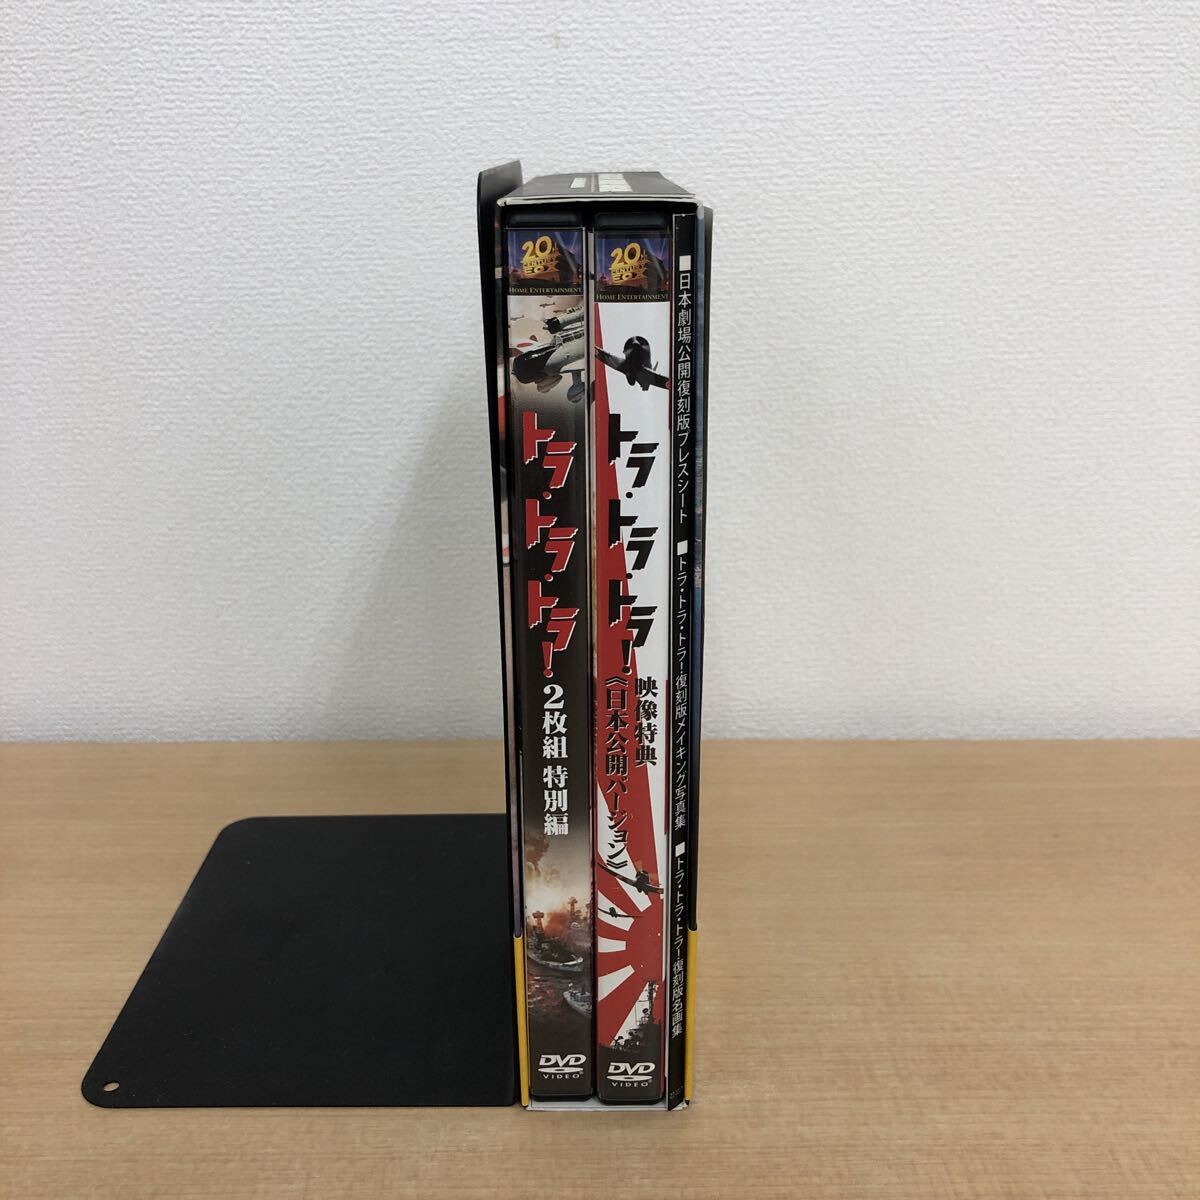 20
CENTURY
FOX
HOME ENTERTAINMENT
トラ・トラ・トラ!
2枚組 特別編
DVD
VIDEO
20
CENTURY
FOX
HOME ENTERTAINMENT
トラ・トラ・トラ!
映像特典
《日本公開バージョン》
DVD
VIDEO
■日本劇場公開復刻版プレスシート ■トラ・トラ・トラ!復刻版メイキング写真集 ■トラ・トラ・トラ!復刻版名画集